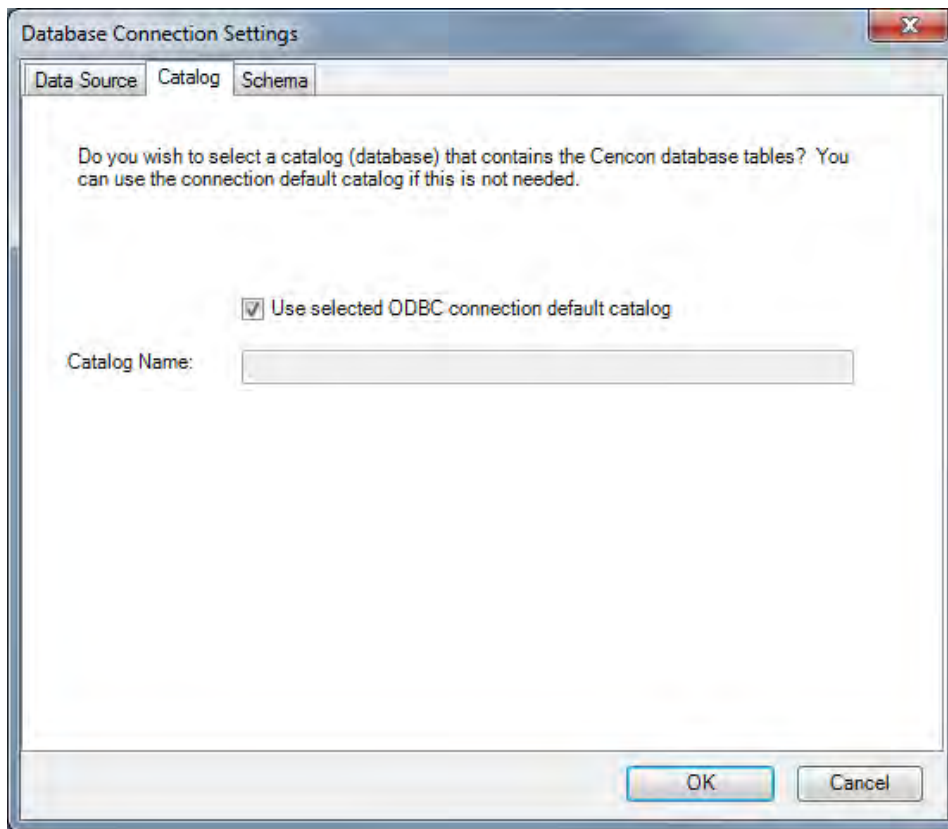 Database Connection Settings
Data Source Catalog Schema
Do you wish to select a catalog (database) that contains the Cencon database tables?  You
can use the connection default catalog if this is not needed.
Use selected ODBC connection default catalog
Catalog Name:
OK Cancel